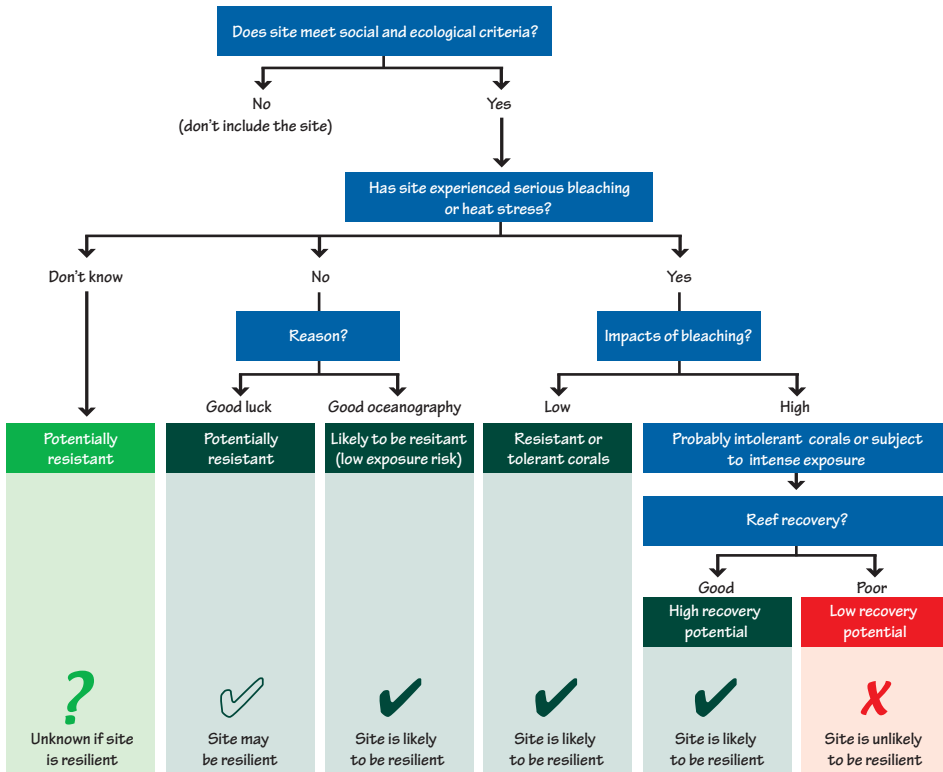 Does site meet social and ecological criteria?
No
(don't include the site)
Yes
Has site experienced serious bleaching
or heat stress?
Don't know
No
Yes
Reason?
Impacts of bleaching?
Good luck
Good oceanography
Low
High
Potentially
resistant
Potentially
resistant
Likely to be resitant
(low exposure risk)
Resistant or
tolerant corals
Probably intolerant corals or subject
to intense exposure
Reef recovery?
Good
Poor
High recovery
potential
Low recovery
potential
?
Unknown if site
is resilient
Site may
be resilient
Site is likely
to be resilient
Site is likely
to be resilient
Site is likely
to be resilient
Site is unlikely
to be resilient